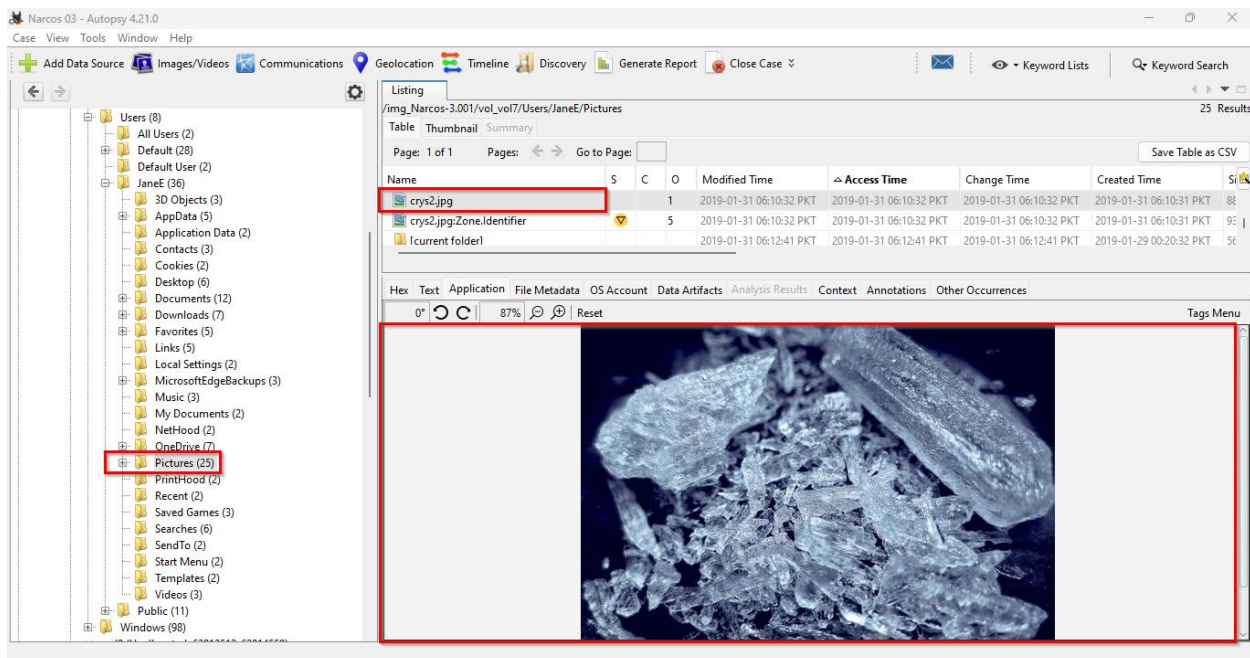 Narcos 03 - Autopsy 4.21.0
Case View Tools Window Help
Add Data Source Images/Videos Communications Geolocation Timeline Discovery Generate Report Close Case Keyword Lists Keyword Search
Users (8)
All Users (2)
Default (28)
Default User (2)
JaneE (36)
3D Objects (3)
AppData (5)
Application Data (2)
Contacts (3)
Cookies (2)
Desktop (6)
Documents (12)
Downloads (7)
Favorites (5)
Links (5)
Local Settings (2)
MicrosoftEdgeBackups (3)
Music (3)
My Documents (2)
NetHood (2)
OneDrive (7)
Pictures (25)
PrintHood (2)
Recent (2)
Saved Games (3)
Searches (6)
SendTo (2)
Start Menu (2)
Templates (2)
Videos (3)
Public (11)
Windows (98)
Listing
/img_Narcos-3.001/vol_vol7/Users/JaneE/Pictures
25 Results
Table Thumbnail Summary
Page: 1 of 1 Pages: Go to Page: Save Table as CSV
Name S C O Modified Time Access Time Change Time Created Time
crys2.jpg 1 2019-01-31 06:10:32 PKT 2019-01-31 06:10:32 PKT 2019-01-31 06:10:32 PKT 2019-01-31 06:10:31 PKT
crys2.jpg:Zone.Identifier 5 2019-01-31 06:10:32 PKT 2019-01-31 06:10:32 PKT 2019-01-31 06:10:32 PKT 2019-01-31 06:10:31 PKT
[current folder] 2019-01-31 06:12:41 PKT 2019-01-31 06:12:41 PKT 2019-01-31 06:12:41 PKT 2019-01-29 00:20:32 PKT
Hex Text Application File Metadata OS Account Data Artifacts Analysis Results Context Annotations Other Occurrences
0° 87% Reset Tags Menu